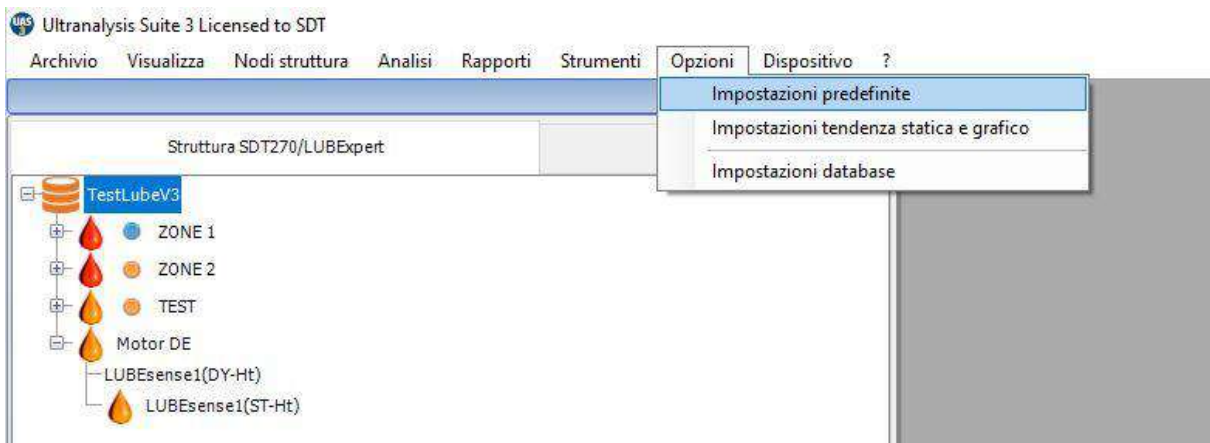 UAS 3 Ultranalysis Suite 3 Licensed to SDT
Archivio Visualizza Nodi struttura Analisi Rapporti Strumenti Opzioni Dispositivo ?
Impostazioni predefinite
Impostazioni tendenza statica e grafico
Impostazioni database
Struttura SDT270/LUBExpert
TestLubeV3
ZONE 1
ZONE 2
TEST
Motor DE
LUBEsense1(DY-Ht)
LUBEsense1(ST-Ht)